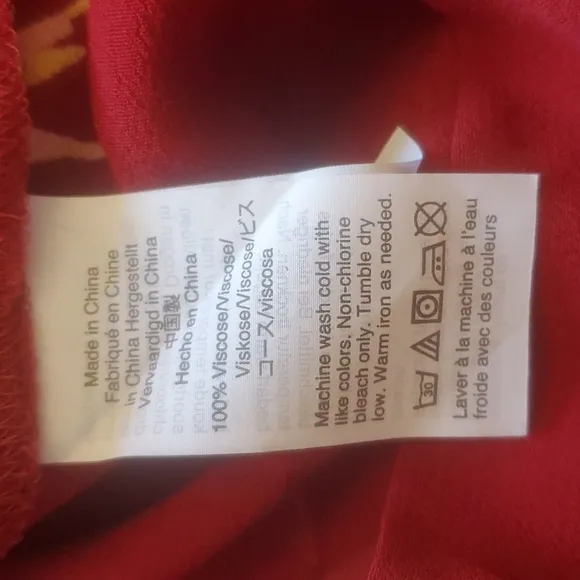 Made in China
Fabriqué en Chine
in China Hergestellt
Vervaardigd in China
中国製
Hecho en China
100% Viscose/Viscose/
Viskose/Viscose/ビス
コース/Viscosa
Machine wash cold with
like colors. Non-chlorine
bleach only. Tumble dry
low. Warm iron as needed.
30
Laver à la machine à l'eau
froide avec des couleurs